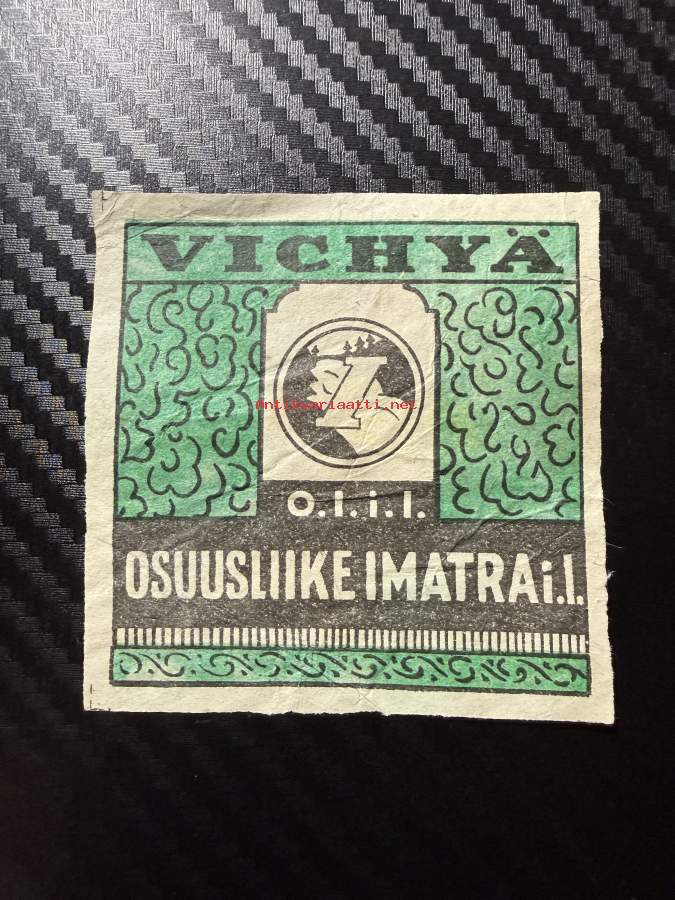 VICHYÄ
I
Antikvariaatti.net
O.I.i.l.
OSUUSLIIKE IMATRA i.l.